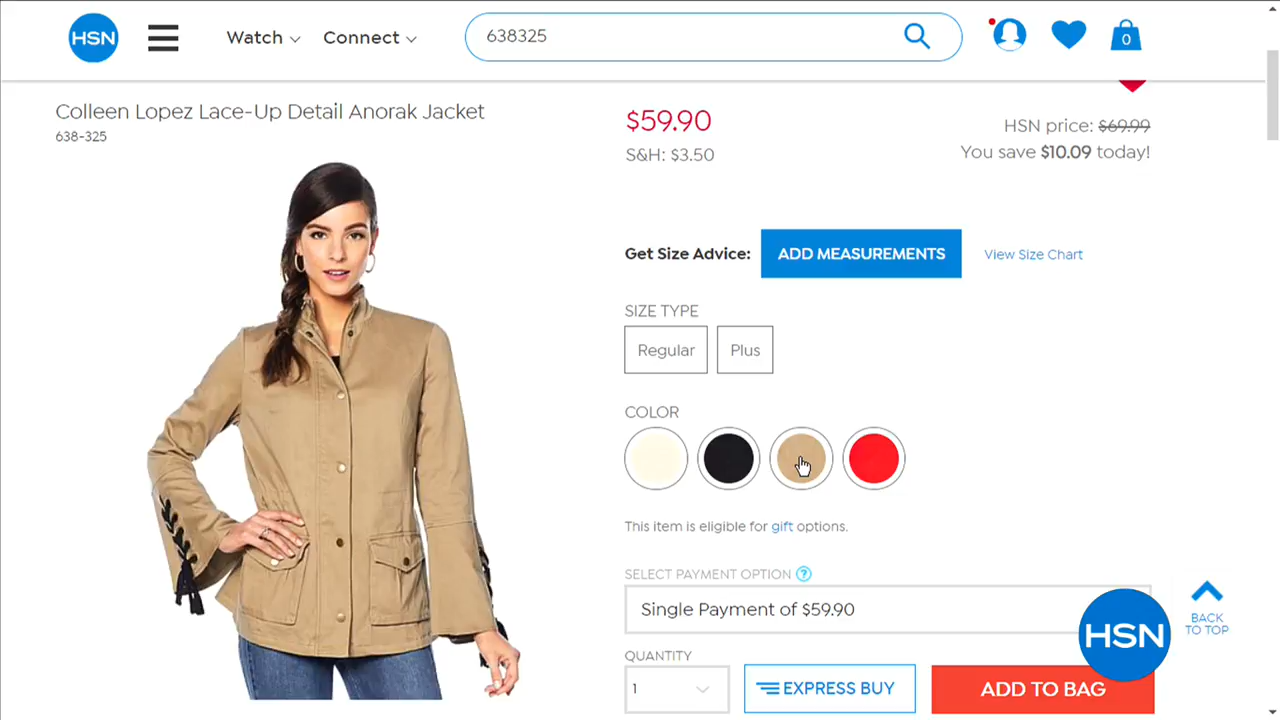 HSN
Watch
Connect
638325
0
Colleen Lopez Lace-Up Detail Anorak Jacket
638-325
$59.90
S&H: $3.50
HSN price: $69.99
You save $10.09 today!
Get Size Advice:
ADD MEASUREMENTS
View Size Chart
SIZE TYPE
Regular
Plus
COLOR
This item is eligible for gift options.
SELECT PAYMENT OPTION ?
Single Payment of $59.90
HSN
BACK
TO TOP
QUANTITY
1
EXPRESS BUY
ADD TO BAG